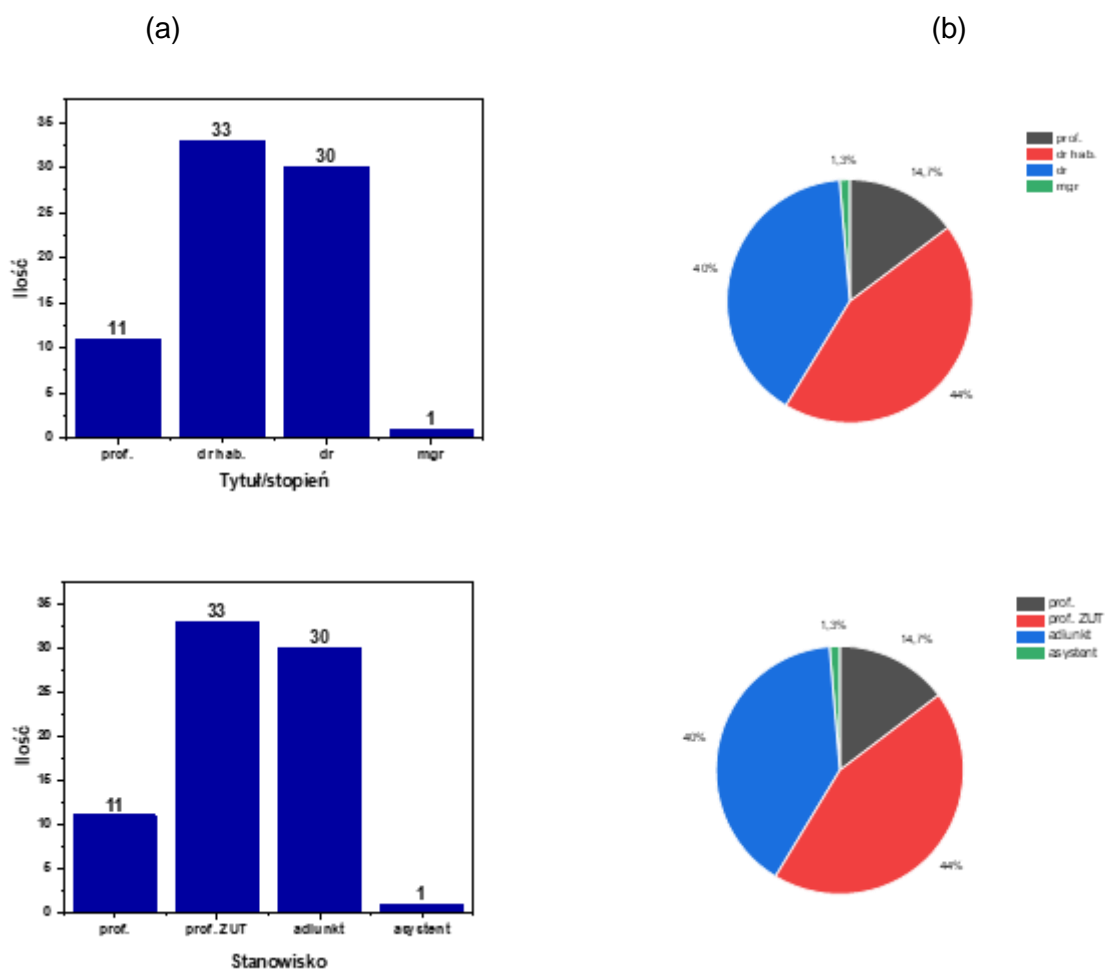 (a)
(b)
35
30
25
20
15
10
5
0
Ilość
11
33
30
1
prof.
dr hab.
dr
mgr
Tytuł/stopień
prof.
dr hab.
dr
mgr
1,3%
14,7%
40%
44%
35
30
25
20
15
10
5
0
Ilość
11
33
30
1
prof.
prof. ZUT
adiunkt
asystent
Stanowisko
prof.
prof. ZUT
adiunkt
asystent
1,3%
14,7%
40%
44%